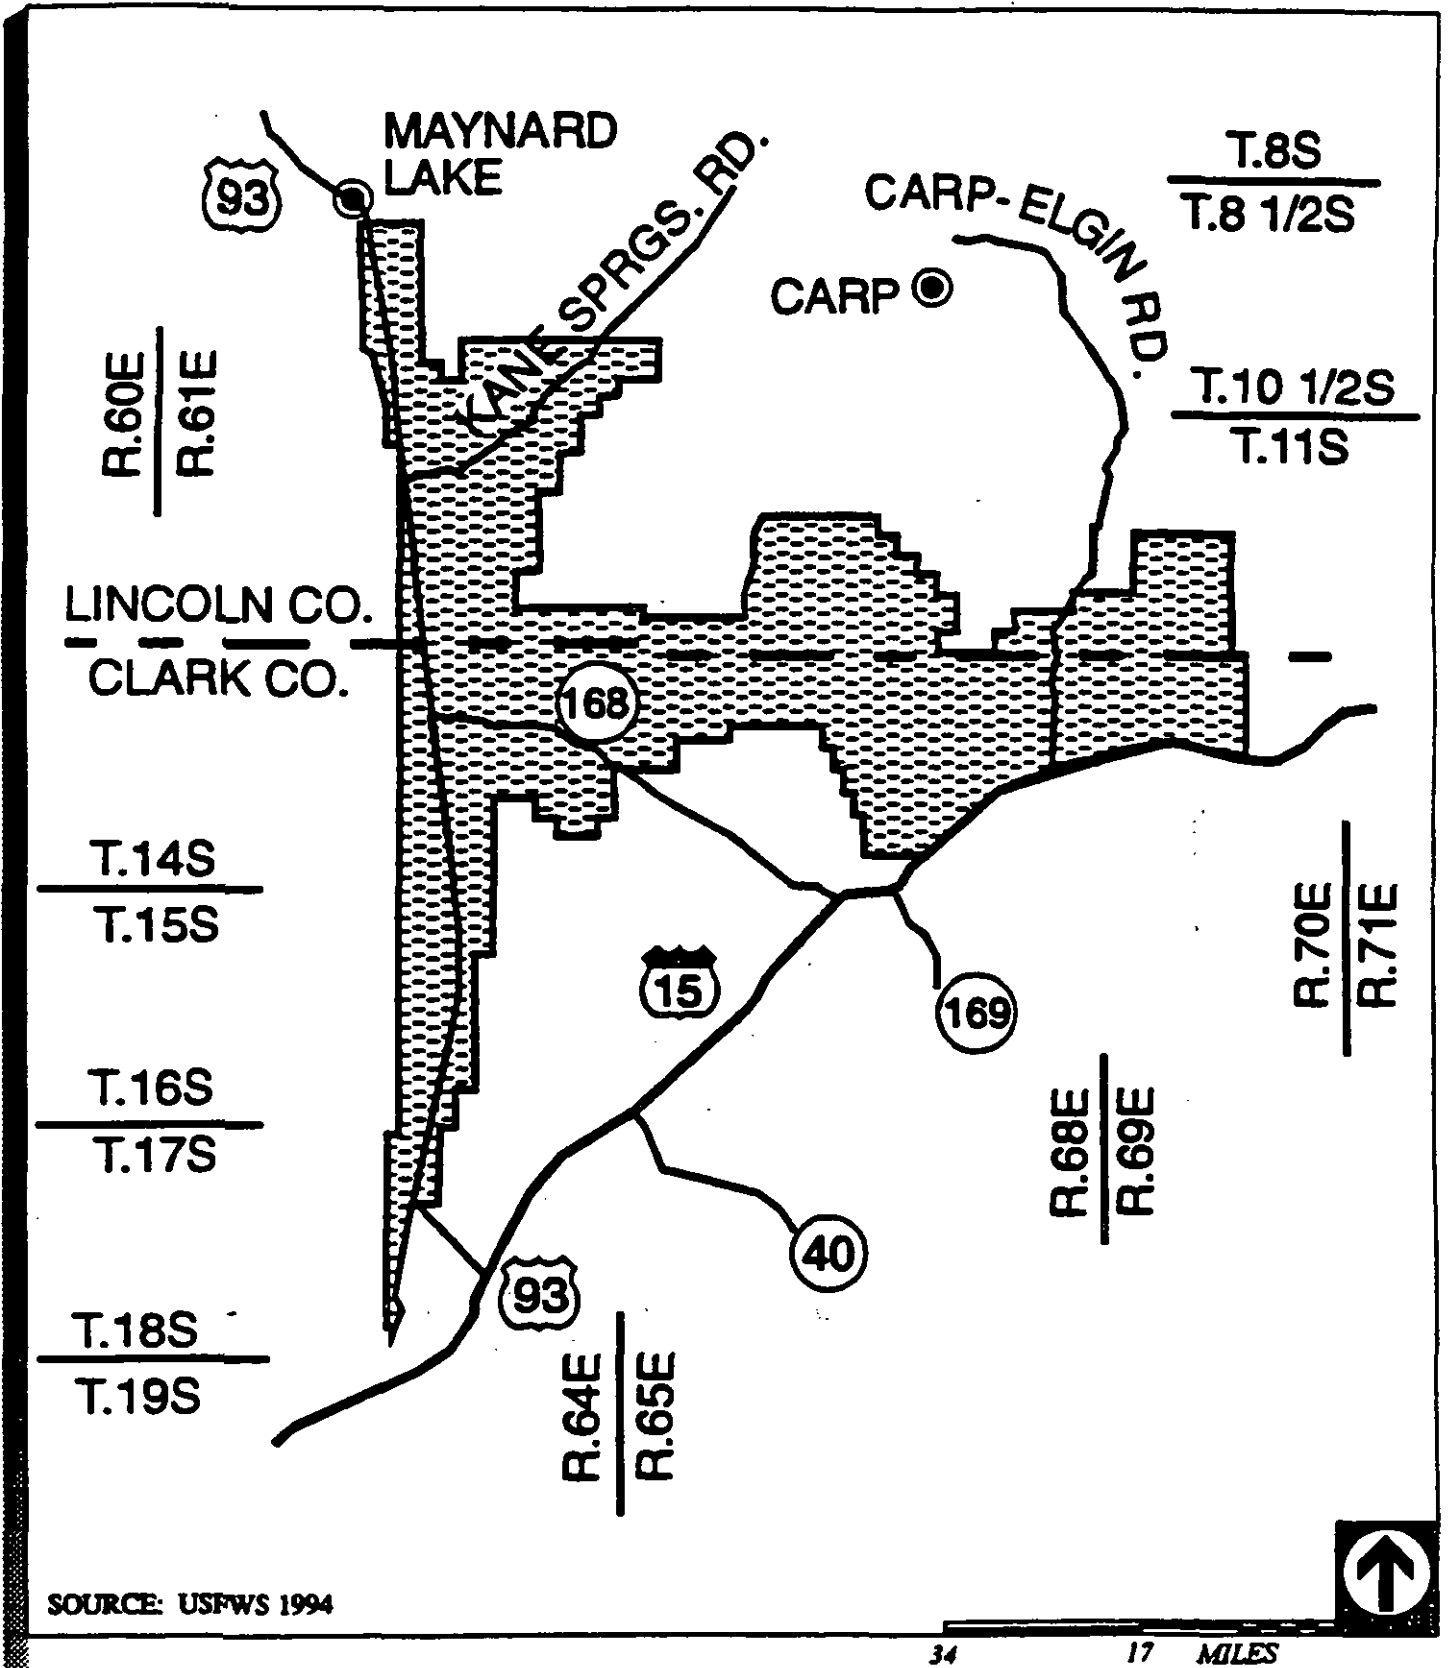 MAYNARD
LAKE
93
KANE SPRGS. RD.
CARP-ELGIN RD.
CARP
T.8S
T.8 1/2S
R.60E
R.61E
T.10 1/2S
T.11S
LINCOLN CO.
CLARK CO.
168
T.14S
T.15S
15
169
R.70E
R.71E
T.16S
T.17S
R.68E
R.69E
40
93
T.18S
T.19S
R.64E
R.65E
SOURCE: USFWS 1994
34 17 MILES